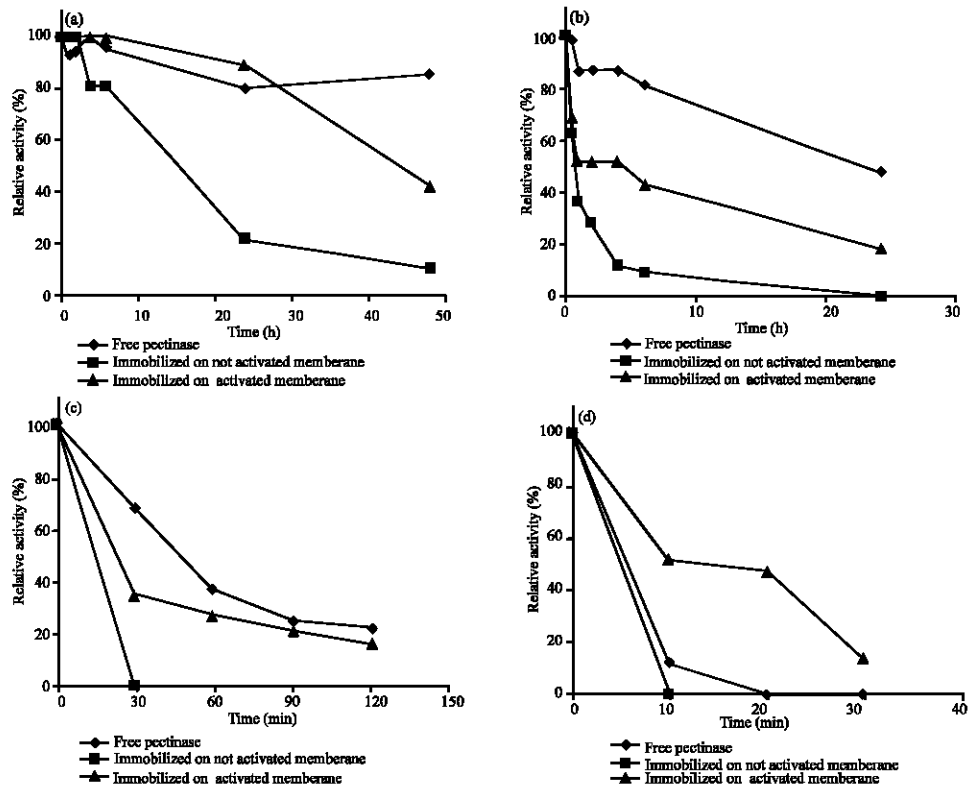 (a)
100
80
60
40
20
0
Relative activity (%)
0 10 20 30 40 50
Time (h)
Free pectinase
Immobilized on not activated memberane
Immobilized on activated memberane
(b)
100
80
60
40
20
0
Relative activity (%)
0 10 20 30
Time (h)
Free pectinase
Immobilized on not activated memberane
Immobilized on activated memberane
(c)
100
80
60
40
20
0
Relative activity (%)
0 30 60 90 120 150
Time (min)
Free pectinase
Immobilized on not activated memberane
Immobilized on activated memberane
(d)
100
80
60
40
20
0
Relative activity (%)
0 10 20 30 40
Time (min)
Free pectinase
Immobilized on not activated memberane
Immobilized on activated memberane